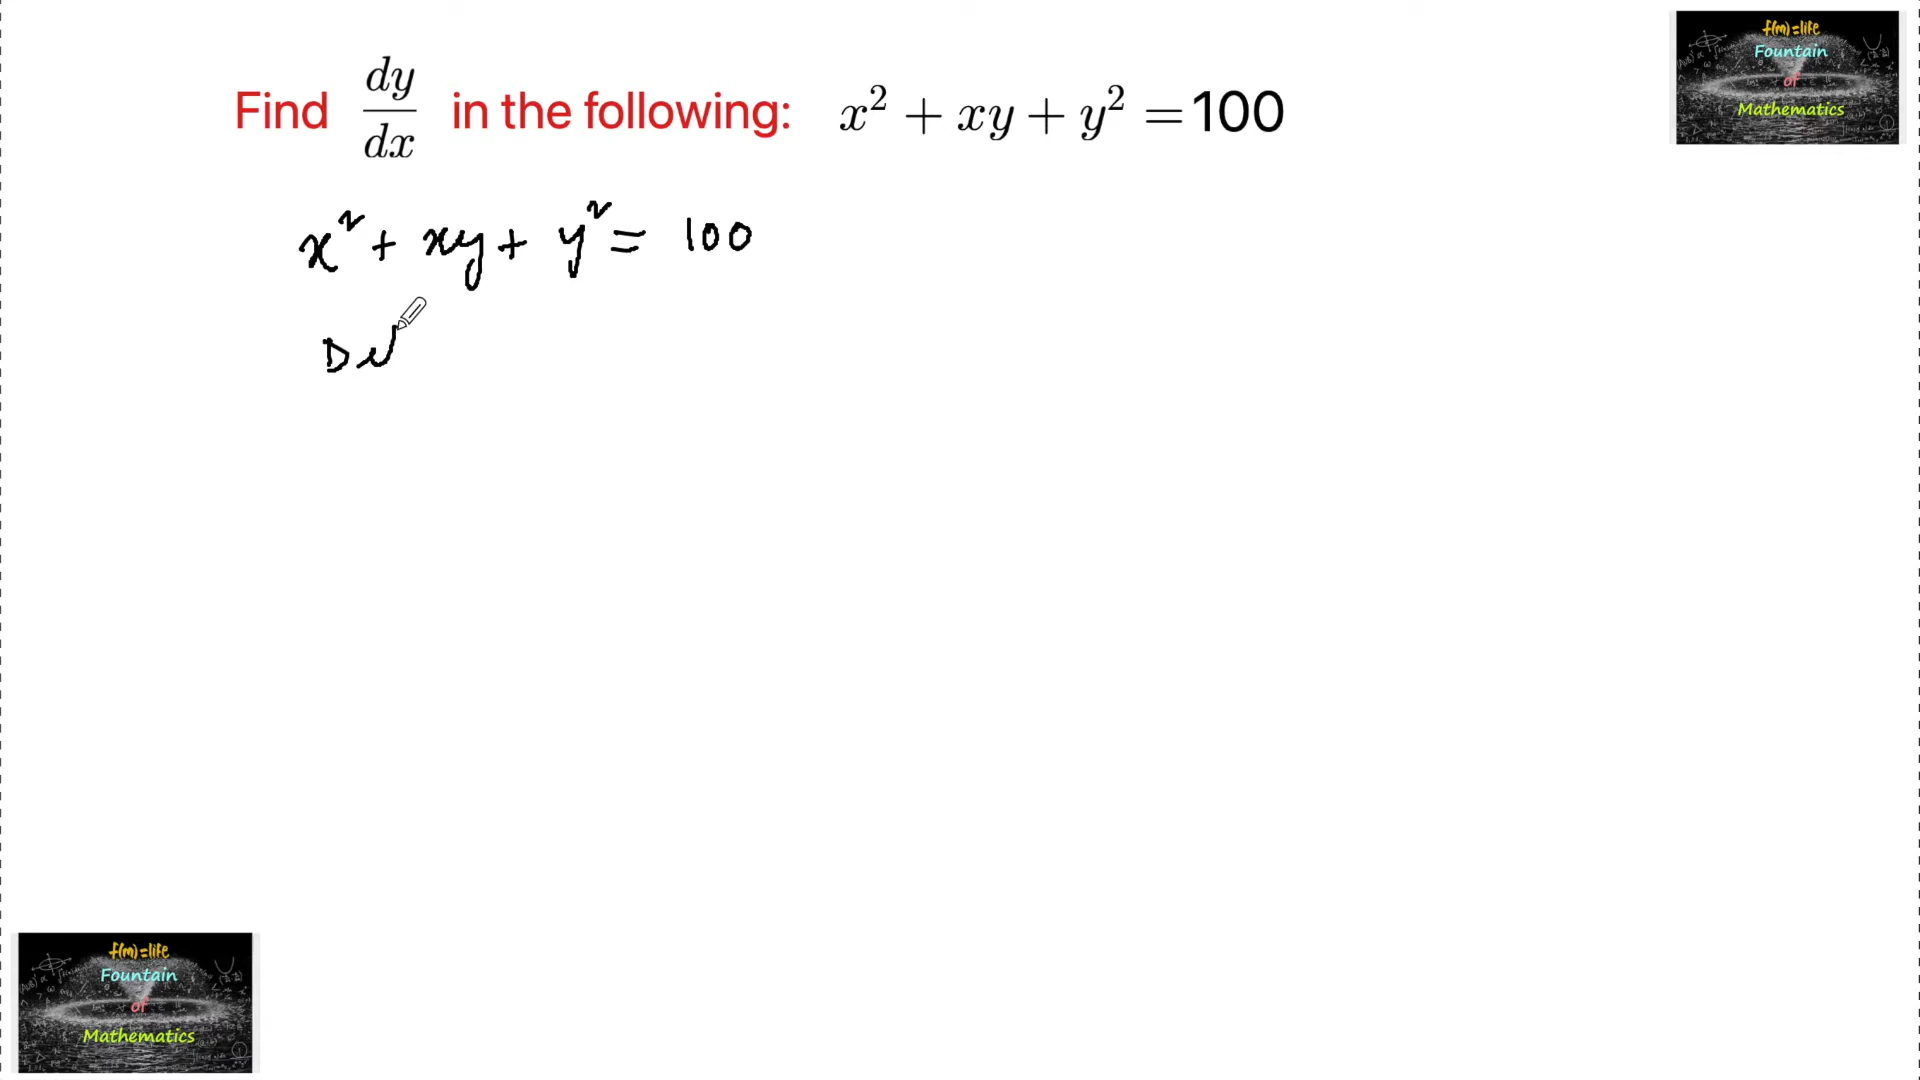 Find dy/dx in the following: x² + xy + y² = 100
x² + xy + y² = 100
f(m)=life
Fountain
of
Mathematics
f(m)=life
Fountain
of
Mathematics